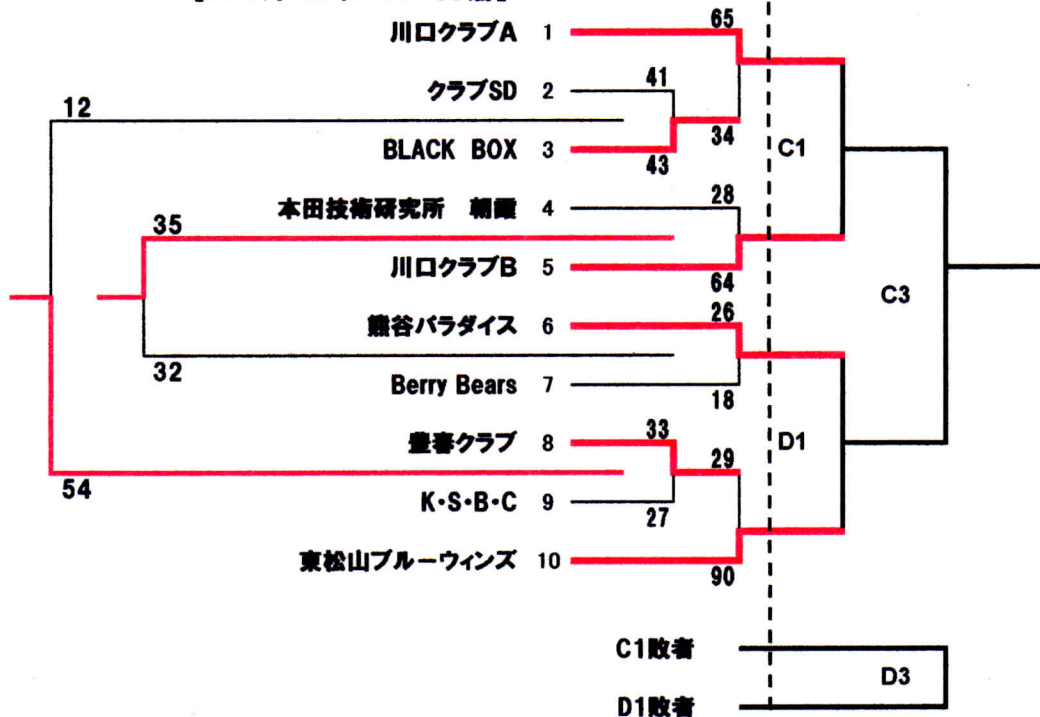 川口クラブA 1 65
クラブSD 2 41
12
34
BLACK BOX 3 43
C1
本田技術研究所 朝霞 4 28
35
川口クラブB 5 64
C3
熊谷パラダイス 6 26
32
Berry Bears 7 18
豊春クラブ 8 33
29
D1
54
K・S・B・C 9 27
東松山ブルーウィンズ 10 90
C1敗者
D3
D1敗者